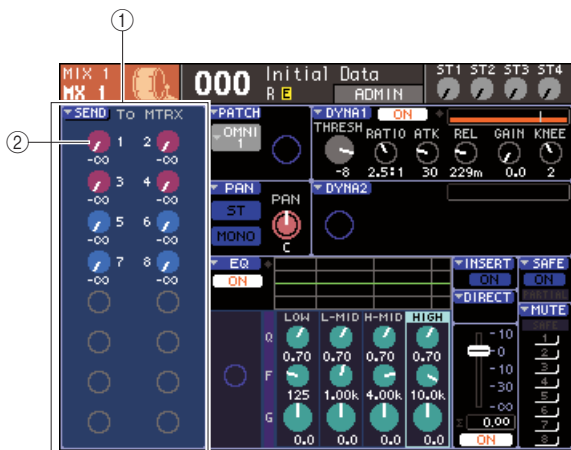 ①
MIX 1
MX 1
000
Initial Data
R E
ADMIN
ST1 ST2 ST3 ST4
SEND TO MTRX
②
1 2
-∞ -∞
3 4
-∞ -∞
5 6
-∞ -∞
7 8
-∞ -∞
PATCH
OMNI
1
DYNA1 ON
THRESH RATIO ATK REL GAIN KNEE
-8 2.5:1 30 229m 0.0 2
PAN
ST
MONO
PAN
C
DYNA2
EQ
ON
LOW L-MID H-MID HIGH
Q
0.70 0.70 0.70 0.70
F
125 1.00k 4.00k 10.0k
G
0.0 0.0 0.0 0.0
INSERT
ON
DIRECT
-10
-0
-10
-30
-∞
Σ 0.00
ON
SAFE
ON
PARTIAL
MUTE
SAFE
1
2
3
4
5
6
7
8